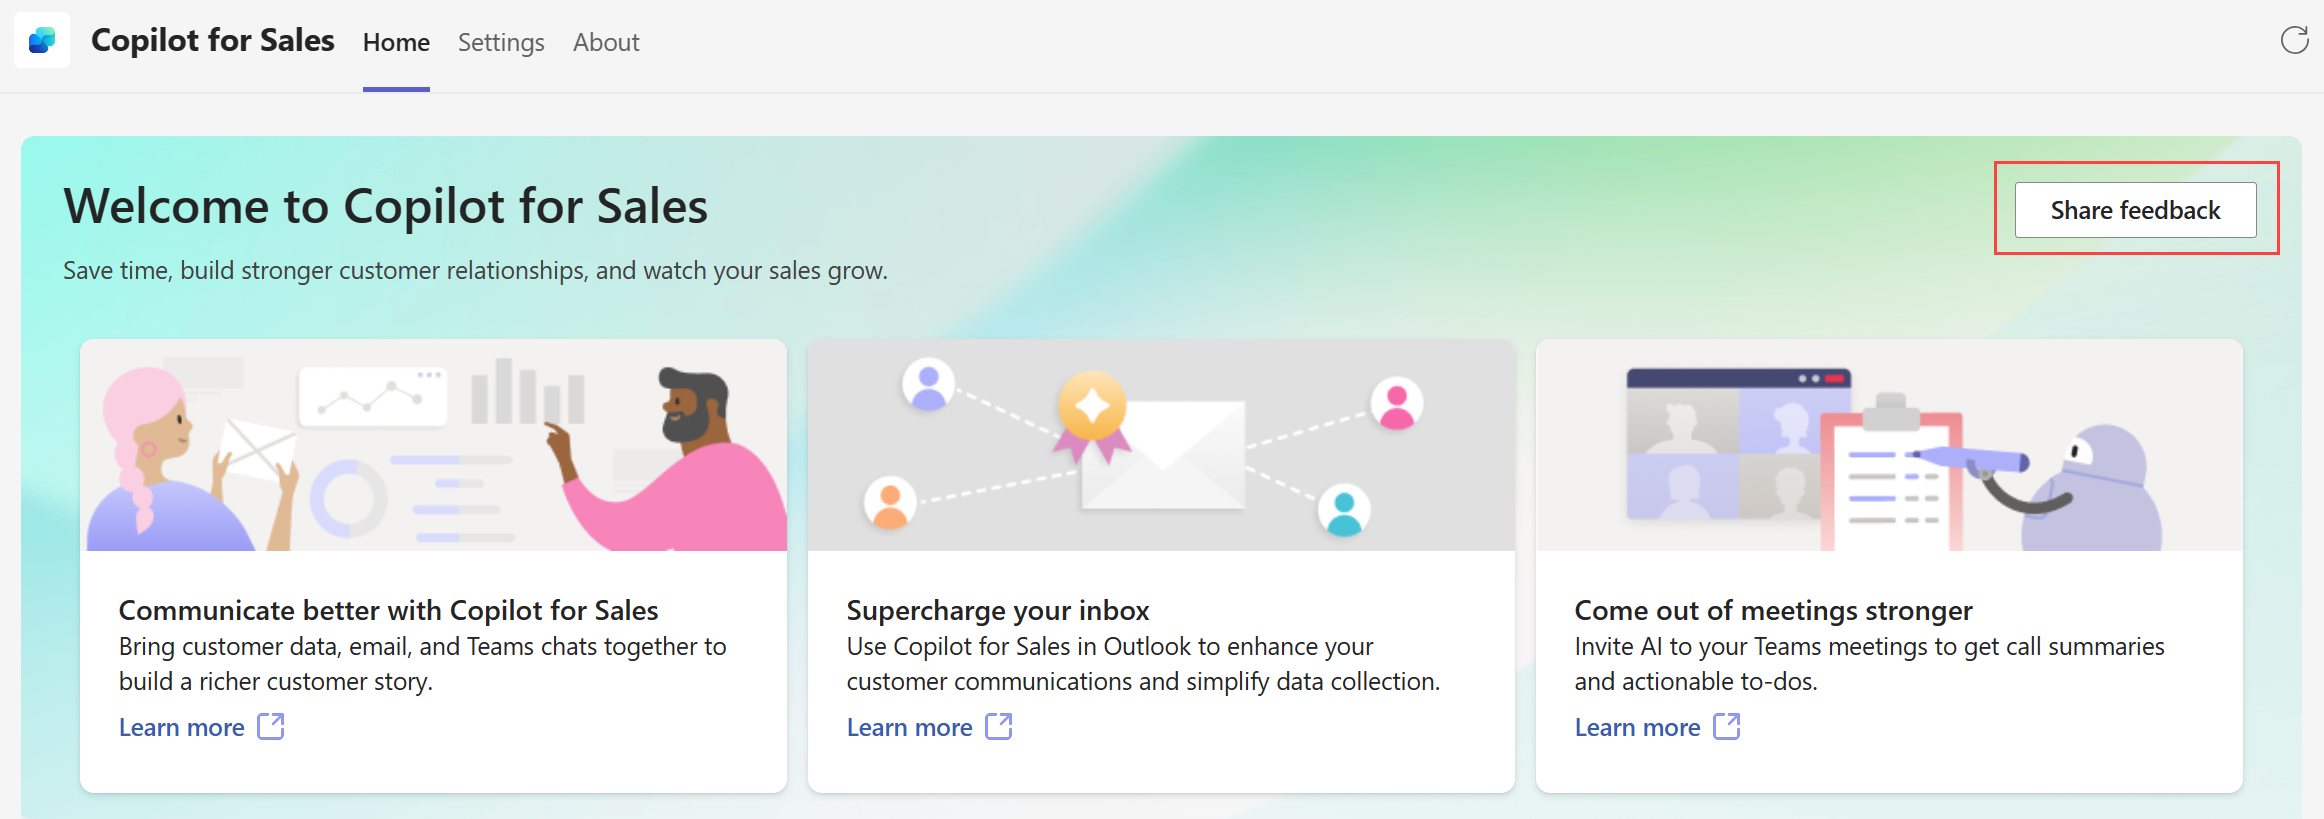 Copilot for Sales Home Settings About
Welcome to Copilot for Sales
Share feedback
Save time, build stronger customer relationships, and watch your sales grow.
Communicate better with Copilot for Sales
Bring customer data, email, and Teams chats together to
build a richer customer story.
Learn more
Supercharge your inbox
Use Copilot for Sales in Outlook to enhance your
customer communications and simplify data collection.
Learn more
Come out of meetings stronger
Invite AI to your Teams meetings to get call summaries
and actionable to-dos.
Learn more